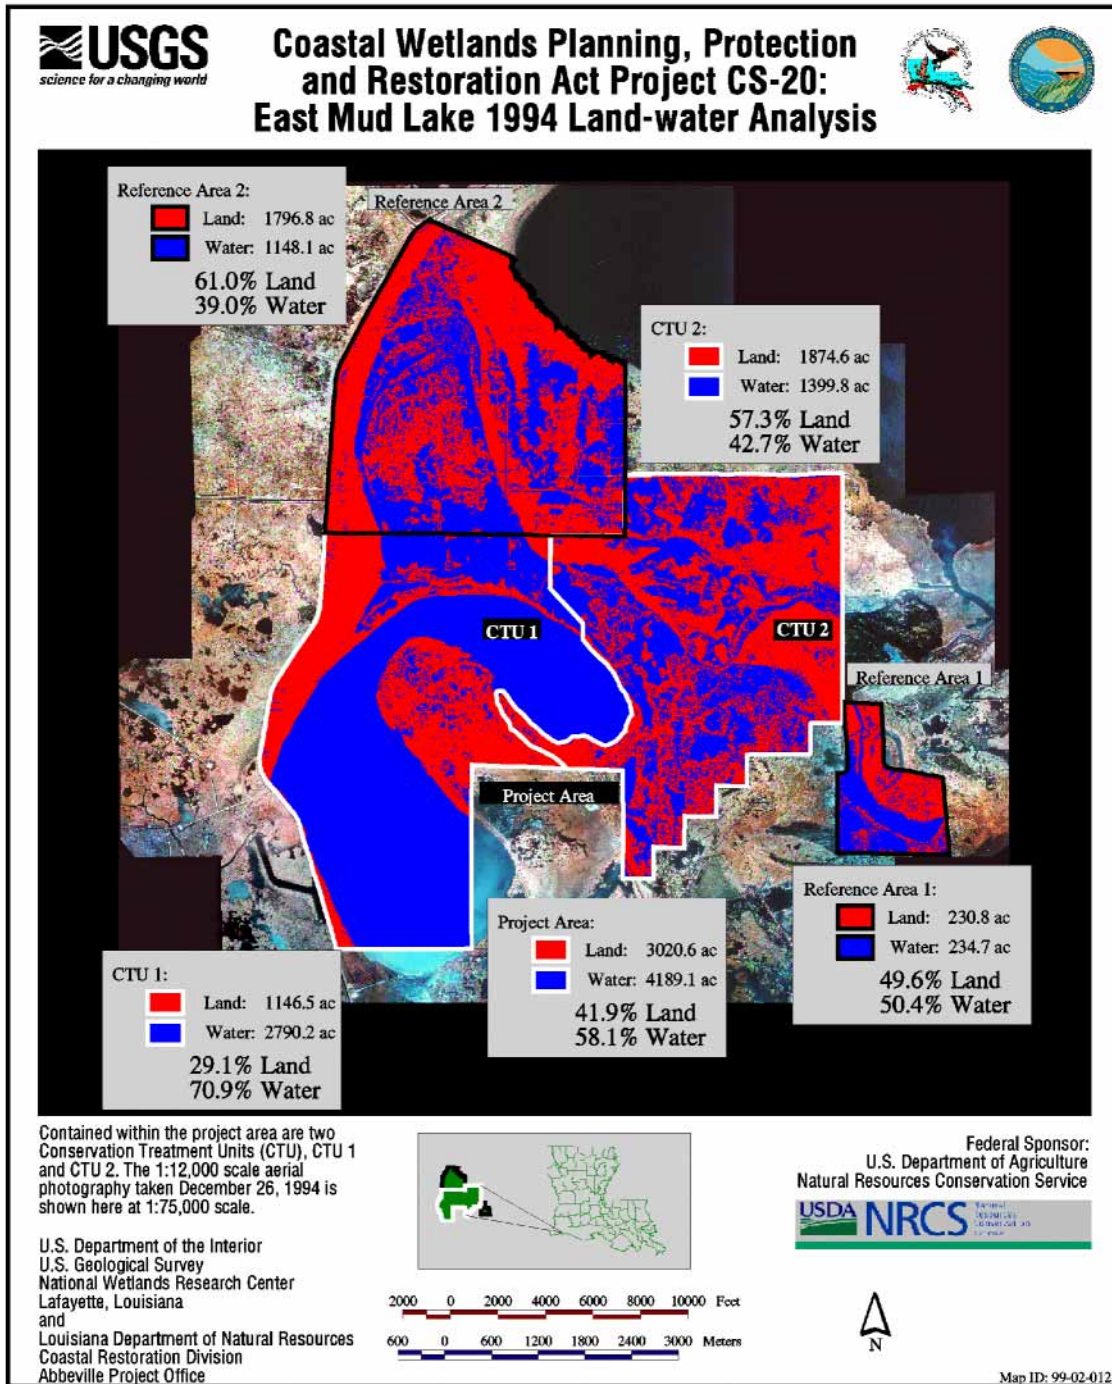 USGS
science for a changing world
Coastal Wetlands Planning, Protection
and Restoration Act Project CS-20:
East Mud Lake 1994 Land-water Analysis
Reference Area 2:
Land: 1796.8 ac
Water: 1148.1 ac
61.0% Land
39.0% Water
Reference Area 2
CTU 2:
Land: 1874.6 ac
Water: 1399.8 ac
57.3% Land
42.7% Water
CTU 1
CTU 2
Reference Area 1
Project Area
Reference Area 1:
Land: 230.8 ac
Water: 234.7 ac
49.6% Land
50.4% Water
Project Area:
Land: 3020.6 ac
Water: 4189.1 ac
41.9% Land
58.1% Water
CTU 1:
Land: 1146.5 ac
Water: 2790.2 ac
29.1% Land
70.9% Water
Contained within the project area are two
Conservation Treatment Units (CTU), CTU 1
and CTU 2. The 1:12,000 scale aerial
photography taken December 26, 1994 is
shown here at 1:75,000 scale.
U.S. Department of the Interior
U.S. Geological Survey
National Wetlands Research Center
Lafayette, Louisiana
and
Louisiana Department of Natural Resources
Coastal Restoration Division
Abbeville Project Office
2000 0 2000 4000 6000 8000 10000 Feet
600 0 600 1200 1800 2400 3000 Meters
Federal Sponsor:
U.S. Department of Agriculture
Natural Resources Conservation Service
USDA NRCS
Natural
Resources
Conservation
Service
N
Map ID: 99-02-012